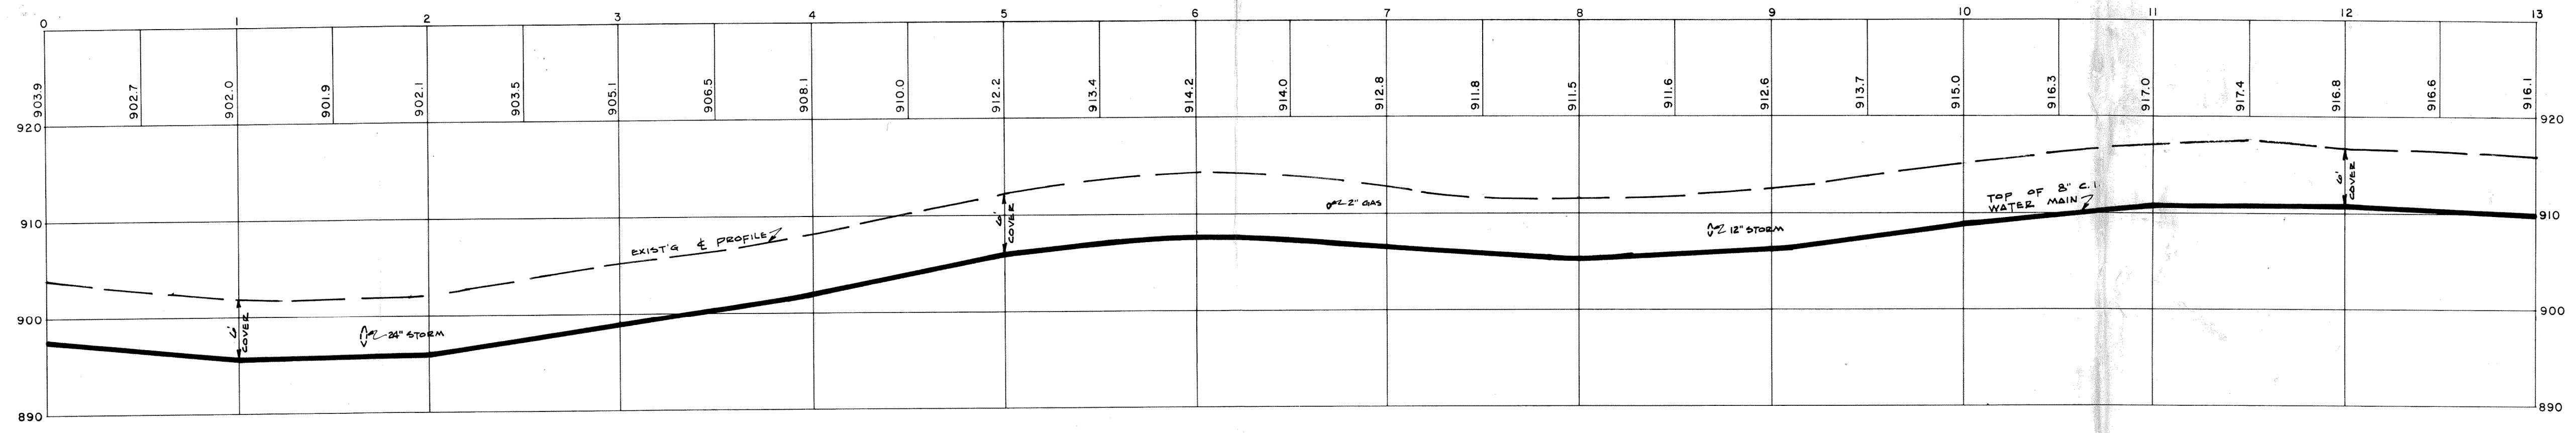 0 1 2 3 4 5 6 7 8 9 10 11 12 13
903.9 902.7 902.0 901.9 902.1 903.5 905.1 906.5 908.1 910.0 912.2 913.4 914.2 914.0 912.8 911.8 911.5 911.6 912.6 913.7 915.0 916.3 917.0 917.4 916.8 916.6 916.1
920 920
6'
COVER
TOP OF 8" C.I.
WATER MAIN
2" GAS
910 910
6'
COVER
EXIST'G ₵ PROFILE
12" STORM
900 900
6'
COVER
24" STORM
890 890